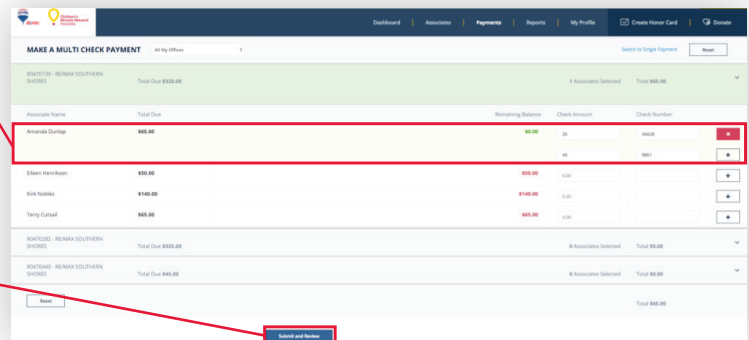 RE/MAX
Children's
Miracle Network
Hospitals
Dashboard | Associates | Payments | Reports | My Profile Create Honor Card | Donate
MAKE A MULTI CHECK PAYMENT All My Offices Switch to Single Payment Reset
R0470139 - RE/MAX SOUTHERN
SHORES Total Due $320.00 1 Associates Selected Total $65.00
Associate Name Total Due Remaining Balance Check Amount Check Number
Amanda Dunlap $65.00 $0.00 25 45628
40 9851
Eileen Henriksen $50.00 $50.00 0.00
Kirk Nobles $140.00 $140.00 0.00
Terry Cutsail $65.00 $65.00 0.00
R0470282 - RE/MAX SOUTHERN
SHORES Total Due $225.00 0 Associates Selected Total $0.00
R0470440 - RE/MAX SOUTHERN
SHORES Total Due $45.00 0 Associates Selected Total $0.00
Reset Total $65.00
Submit and Review